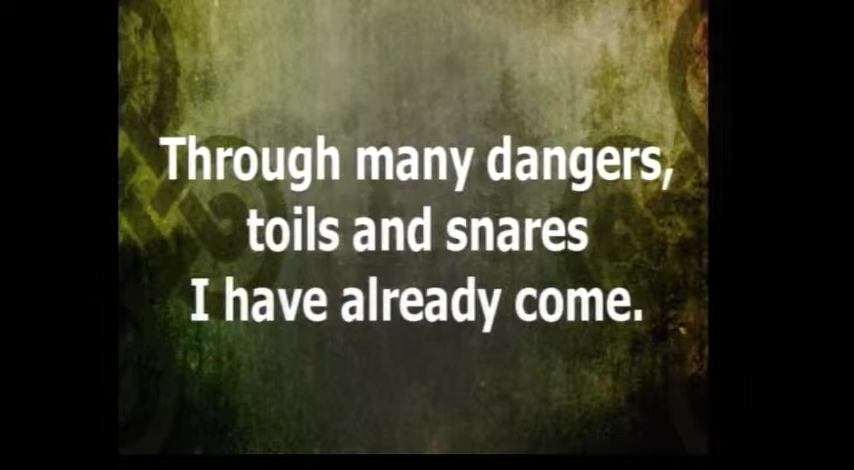 Through many dangers,
toils and snares
I have already come.